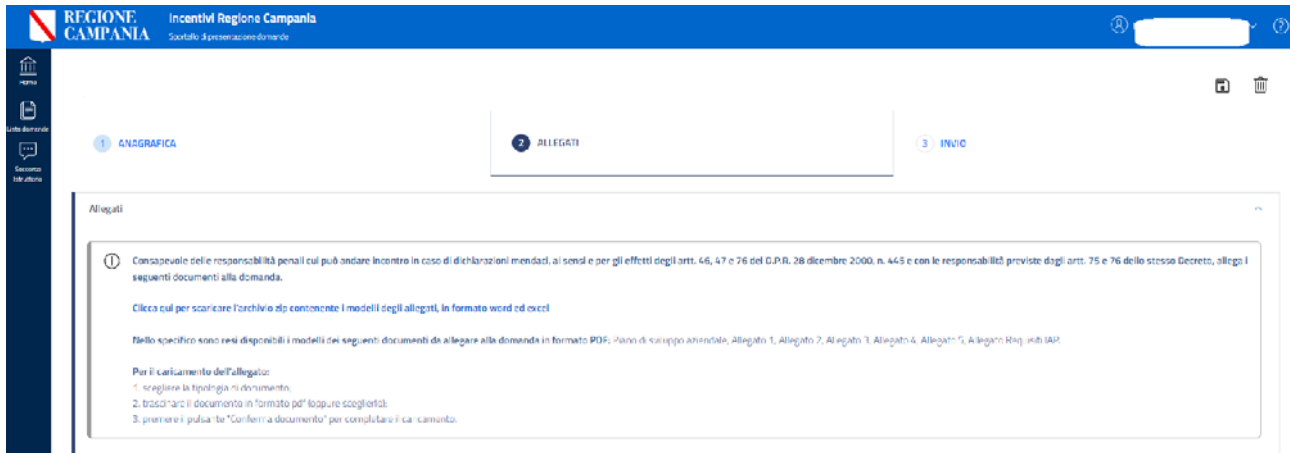 REGIONE
CAMPANIA
Incentivi Regione Campania
Sportello di presentazione domande
Home
Lista domande
Soccorso
Istruttorio
1 ANAGRAFICA
2 ALLEGATI
3 INVIO
Allegati
Consapevole delle responsabilità penali cui può andare incontro in caso di dichiarazioni mendaci, ai sensi e per gli effetti degli artt. 46, 47 e 76 del D.P.R. 28 dicembre 2000, n. 445 e con le responsabilità previste dagli artt. 75 e 76 dello stesso Decreto, allega i
seguenti documenti alla domanda.
Clicca qui per scaricare l'archivio zip contenente i modelli degli allegati, in formato word ed excel
Nello specifico sono resi disponibili i modelli dei seguenti documenti da allegare alla domanda in formato PDF: Piano di sviluppo aziendale, Allegato 1, Allegato 2, Allegato 3, Allegato 4, Allegato 5, Allegato Requisiti IAP.
Per il caricamento dell'allegato:
1. scegliere la tipologia di documento;
2. trascinare il documento in formato pdf (oppure sceglierlo);
3. premere il pulsante "Conferma documento" per completare il caricamento.